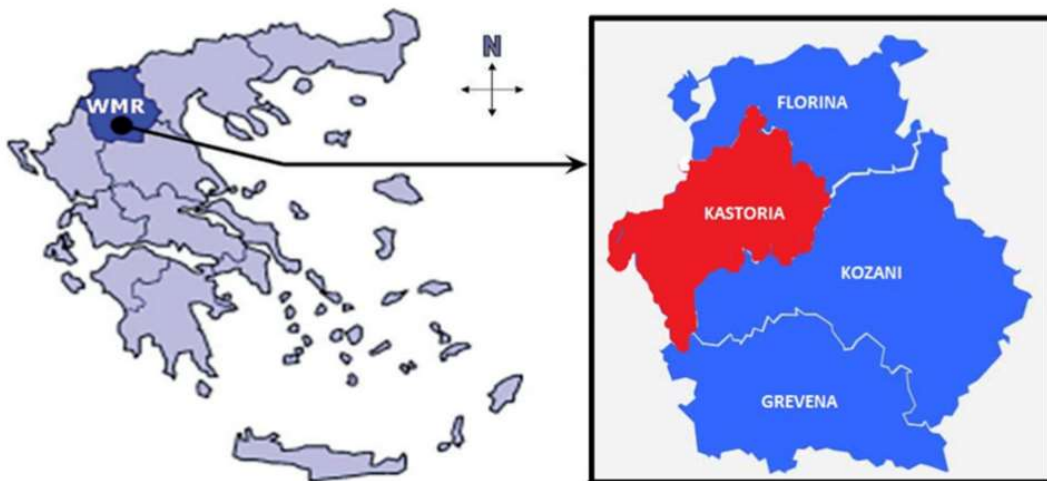 N
WMR
FLORINA
KASTORIA
KOZANI
GREVENA